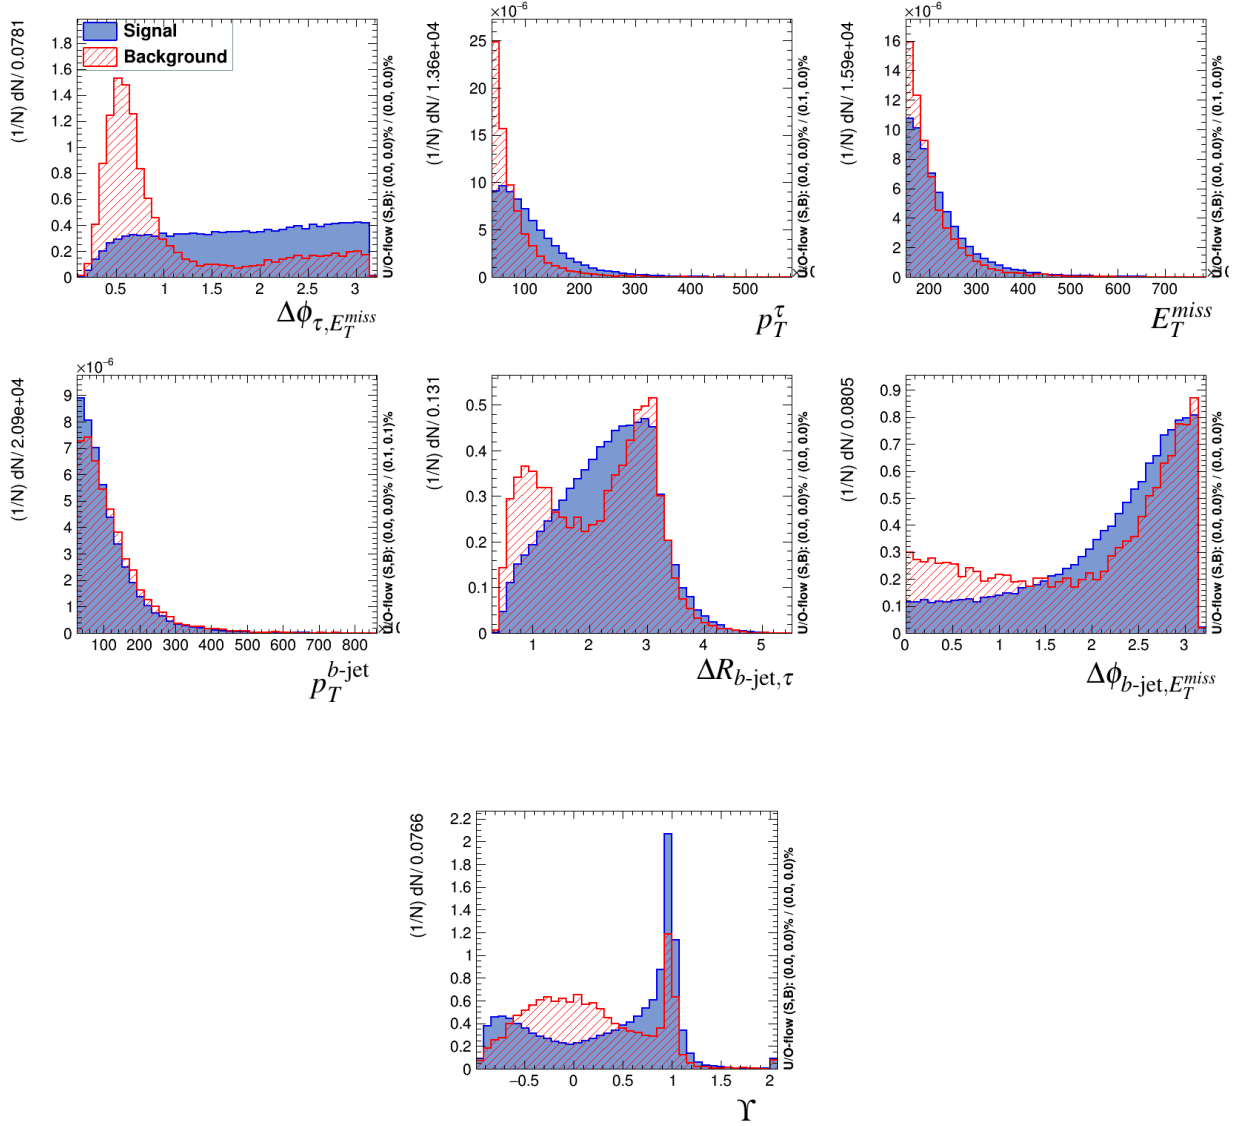 (1/N) dN/ 0.0781
1.8
1.6
1.4
1.2
1
0.8
0.6
0.4
0.2
0
Signal
Background
0.5 1 1.5 2 2.5 3
Δϕτ,E_T^miss
U/O-flow (S,B): (0.0, 0.0)% / (0.0, 0.0)%
×10⁻⁶
(1/N) dN/ 1.36e+04
25
20
15
10
5
0
100 200 300 400 500
p_T^τ
U/O-flow (S,B): (0.0, 0.0)% / (0.1, 0.0)%
×10⁻⁶
(1/N) dN/ 1.59e+04
16
14
12
10
8
6
4
2
0
200 300 400 500 600 700
E_T^miss
U/O-flow (S,B): (0.0, 0.0)% / (0.1, 0.0)%
×10⁻⁶
(1/N) dN/ 2.09e+04
9
8
7
6
5
4
3
2
1
0
100 200 300 400 500 600 700 800
p_T^b-jet
U/O-flow (S,B): (0.0, 0.0)% / (0.1, 0.1)%
(1/N) dN/ 0.131
0.5
0.4
0.3
0.2
0.1
0
1 2 3 4 5
ΔR_b-jet,τ
U/O-flow (S,B): (0.0, 0.0)% / (0.0, 0.0)%
(1/N) dN/ 0.0805
0.9
0.8
0.7
0.6
0.5
0.4
0.3
0.2
0.1
0
0 0.5 1 1.5 2 2.5 3
Δϕ_b-jet,E_T^miss
U/O-flow (S,B): (0.0, 0.0)% / (0.0, 0.0)%
(1/N) dN/ 0.0766
2.2
2
1.8
1.6
1.4
1.2
1
0.8
0.6
0.4
0.2
0
−0.5 0 0.5 1 1.5 2
ϒ
U/O-flow (S,B): (0.0, 0.0)% / (0.0, 0.0)%